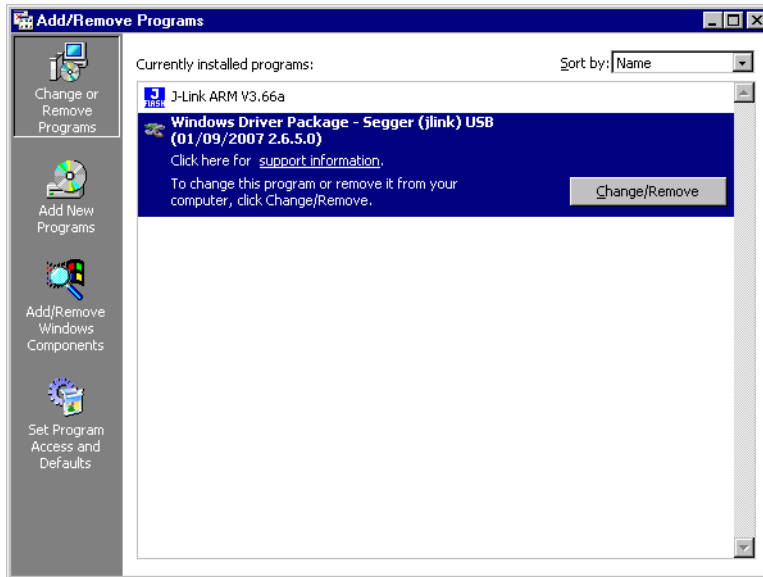 Add/Remove Programs
Change or
Remove
Programs
Add New
Programs
Add/Remove
Windows
Components
Set Program
Access and
Defaults
Currently installed programs:
Sort by: Name
J FLASH J-Link ARM V3.66a
Windows Driver Package - Segger (jlink) USB
(01/09/2007 2.6.5.0)
Click here for support information.
To change this program or remove it from your
computer, click Change/Remove.
Change/Remove